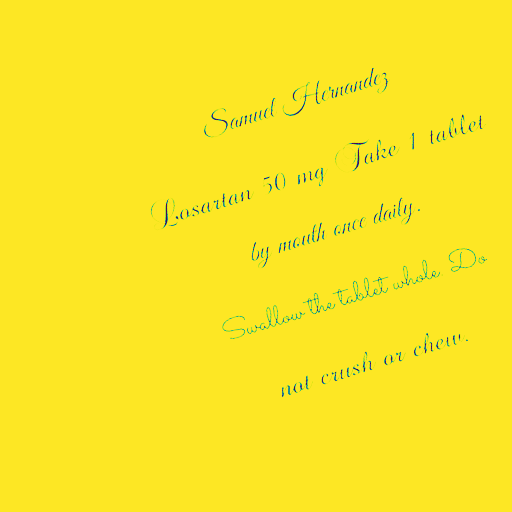 Samuel Hernandez
Losartan 50 mg Take 1 tablet
by mouth once daily.
Swallow the tablet whole. Do
not crush or chew.